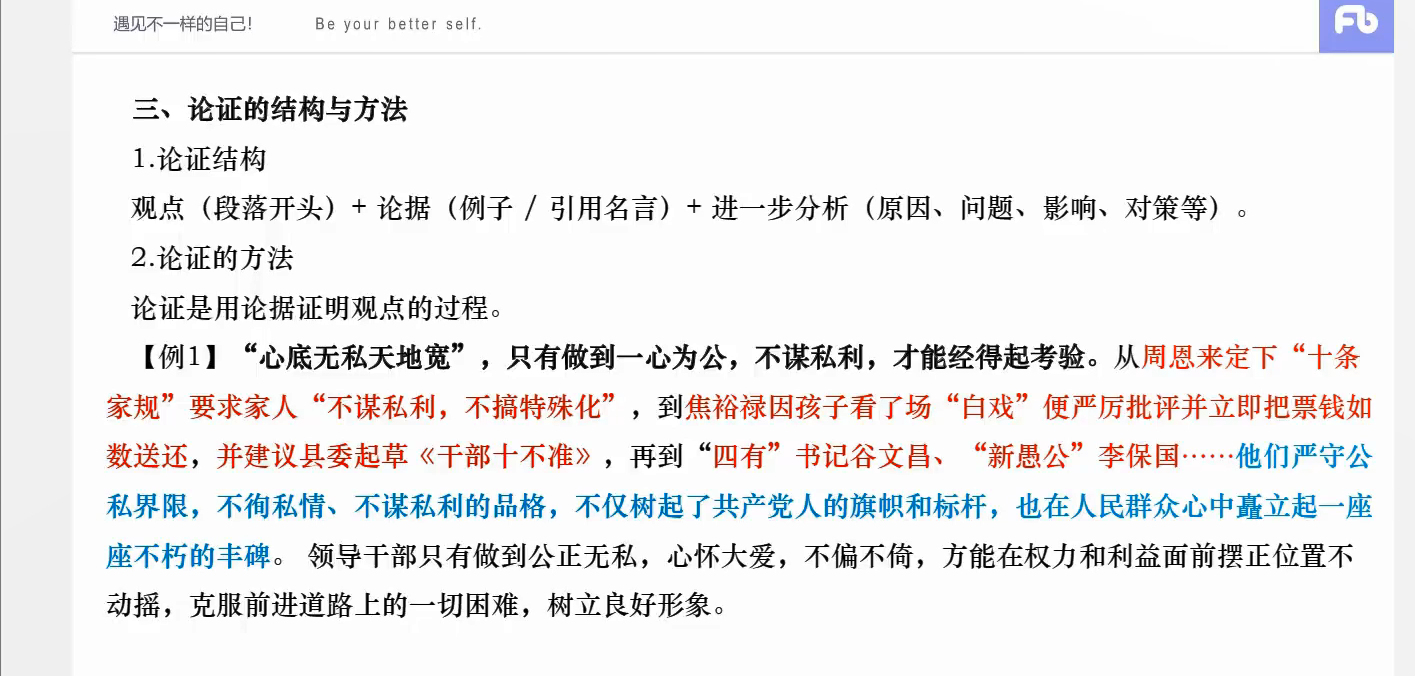 遇见不一样的自己! Be your better self.
Fb
三、论证的结构与方法
1.论证结构
观点（段落开头）+ 论据（例子 / 引用名言）+ 进一步分析（原因、问题、影响、对策等）。
2.论证的方法
论证是用论据证明观点的过程。
【例1】“心底无私天地宽”，只有做到一心为公，不谋私利，才能经得起考验。从周恩来定下“十条
家规”要求家人“不谋私利，不搞特殊化”，到焦裕禄因孩子看了场“白戏”便严厉批评并立即把票钱如
数送还，并建议县委起草《干部十不准》，再到“四有”书记谷文昌、“新愚公”李保国……他们严守公
私界限，不徇私情、不谋私利的品格，不仅树起了共产党人的旗帜和标杆，也在人民群众心中矗立起一座
座不朽的丰碑。 领导干部只有做到公正无私，心怀大爱，不偏不倚，方能在权力和利益面前摆正位置不
动摇，克服前进道路上的一切困难，树立良好形象。